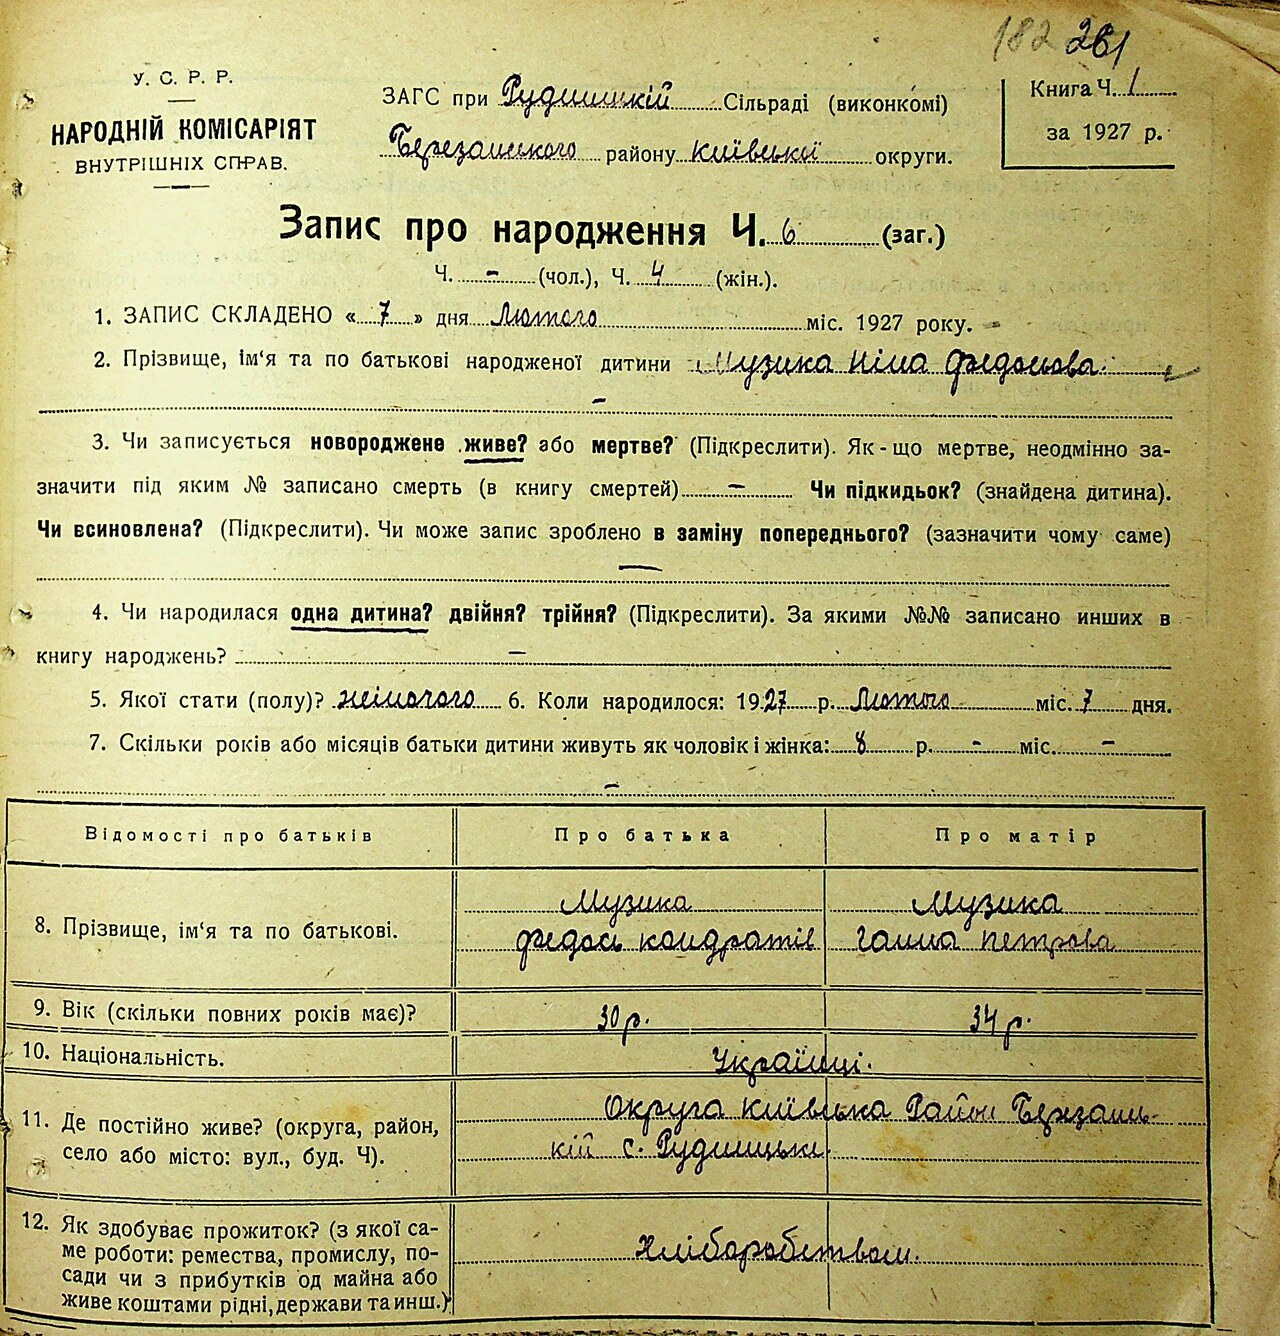 182 261
У. С. Р. Р.
НАРОДНІЙ КОМІСАРІЯТ
ВНУТРІШНІХ СПРАВ.
ЗАГС при Рудницкій Сільраді (виконкомі)
Березанського району Київської округи.
Книга Ч. 1
за 1927 р.
Запис про народження Ч. 6 (заг.)
Ч. - (чол.), Ч. 4 (жін.).
1. ЗАПИС СКЛАДЕНО « 7 » дня Лютого міс. 1927 року.
2. Прізвище, ім‘я та по батькові народженої дитини Музика Ніна Федосьова.
3. Чи записується новороджене живе? або мертве? (Підкреслити). Як-що мертве, неодмінно за-
значити під яким № записано смерть (в книгу смертей) — Чи підкидьок? (знайдена дитина).
Чи всиновлена? (Підкреслити). Чи може запис зроблено в заміну попереднього? (зазначити чому саме)
—
4. Чи народилася одна дитина? двійня? трійня? (Підкреслити). За якими №№ записано инших в
книгу народжень? —
5. Якої стати (полу)? жіночого 6. Коли народилося: 1927 р. Лютого міс. 7 дня.
7. Скільки років або місяців батьки дитини живуть як чоловік і жінка: 8 р. - міс. -
Відомості про батьків Про батька Про матір
8. Прізвище, ім‘я та по батькові. Музика Музика
Федось Кондратів Ганна Петрова
9. Вік (скільки повних років має)? 30 р. 34 р.
10. Національність. Українці.
11. Де постійно живе? (округа, район, Округа Київська Район Березань-
село або місто: вул., буд. Ч). кій с. Рудницьке
12. Як здобуває прожиток? (з якої са-
ме роботи: ремества, промислу, по- Хліборобством.
сади чи з прибутків од майна або
живе коштами рідні, держави та инш.)